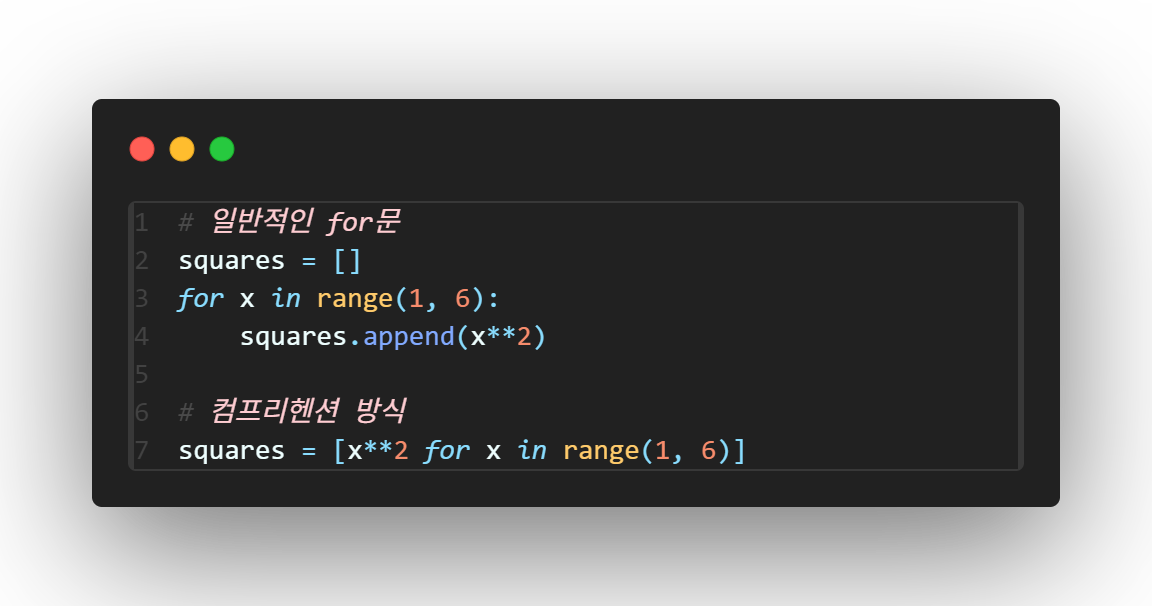 1 # 일반적인 for문
2 squares = []
3 for x in range(1, 6):
4     squares.append(x**2)
5
6 # 컴프리헨션 방식
7 squares = [x**2 for x in range(1, 6)]